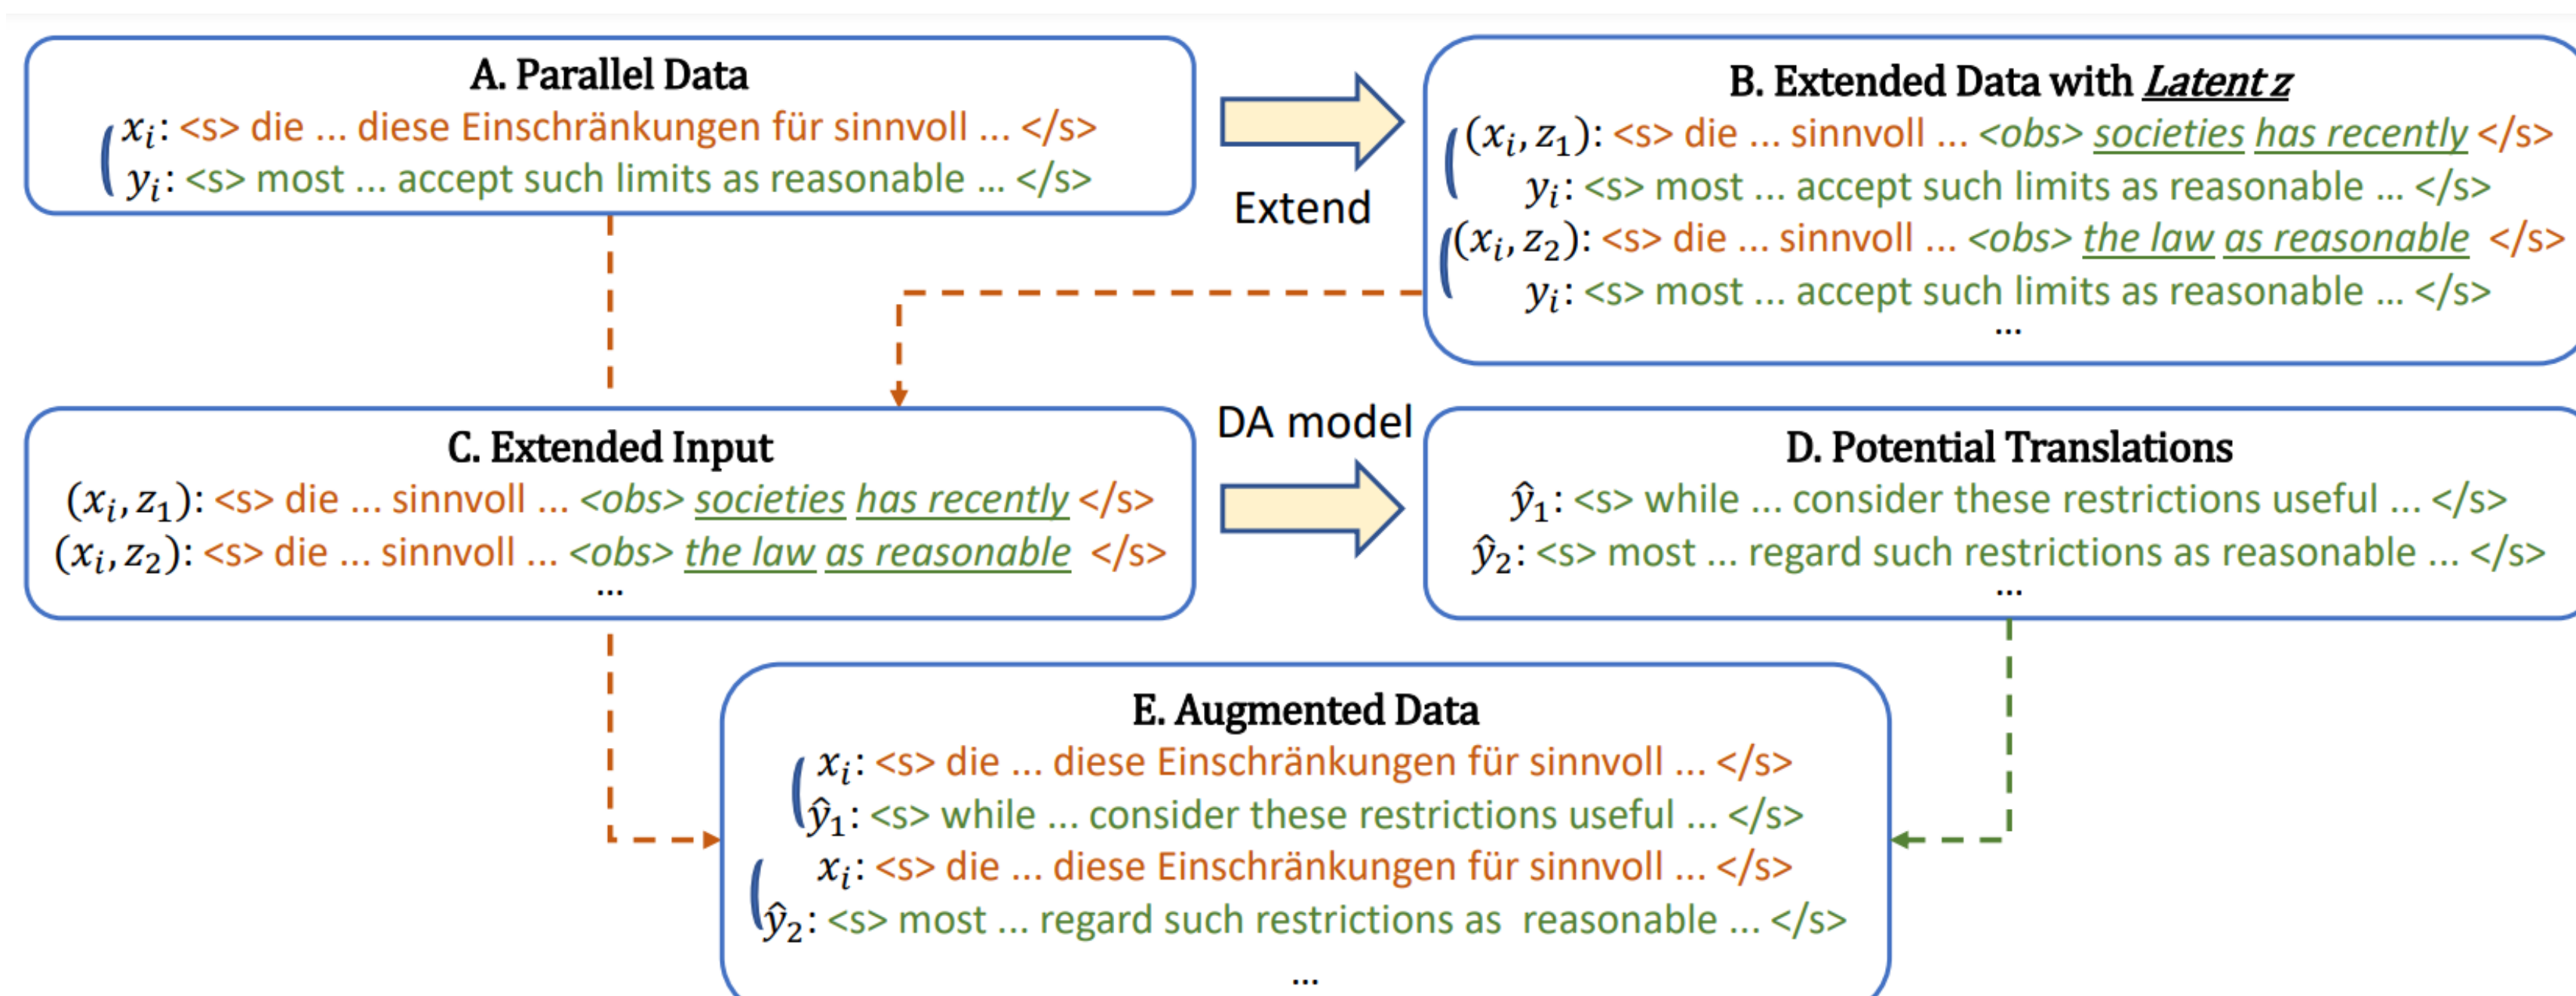 A. Parallel Data
xᵢ: <s> die ... diese Einschränkungen für sinnvoll ... </s>
yᵢ: <s> most ... accept such limits as reasonable ... </s>
Extend
B. Extended Data with Latent z
(xᵢ, z₁): <s> die ... sinnvoll ... <obs> societies has recently </s>
yᵢ: <s> most ... accept such limits as reasonable ... </s>
(xᵢ, z₂): <s> die ... sinnvoll ... <obs> the law as reasonable </s>
yᵢ: <s> most ... accept such limits as reasonable ... </s>
...
C. Extended Input
(xᵢ, z₁): <s> die ... sinnvoll ... <obs> societies has recently </s>
(xᵢ, z₂): <s> die ... sinnvoll ... <obs> the law as reasonable </s>
...
DA model
D. Potential Translations
ŷ₁: <s> while ... consider these restrictions useful ... </s>
ŷ₂: <s> most ... regard such restrictions as reasonable ... </s>
...
E. Augmented Data
xᵢ: <s> die ... diese Einschränkungen für sinnvoll ... </s>
ŷ₁: <s> while ... consider these restrictions useful ... </s>
xᵢ: <s> die ... diese Einschränkungen für sinnvoll ... </s>
ŷ₂: <s> most ... regard such restrictions as reasonable ... </s>
...